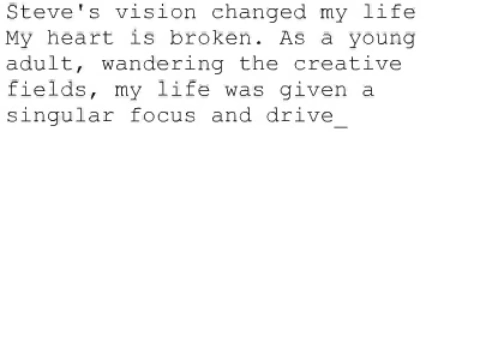 Steve's vision changed my life
My heart is broken. As a young
adult, wandering the creative
fields, my life was given a
singular focus and drive_